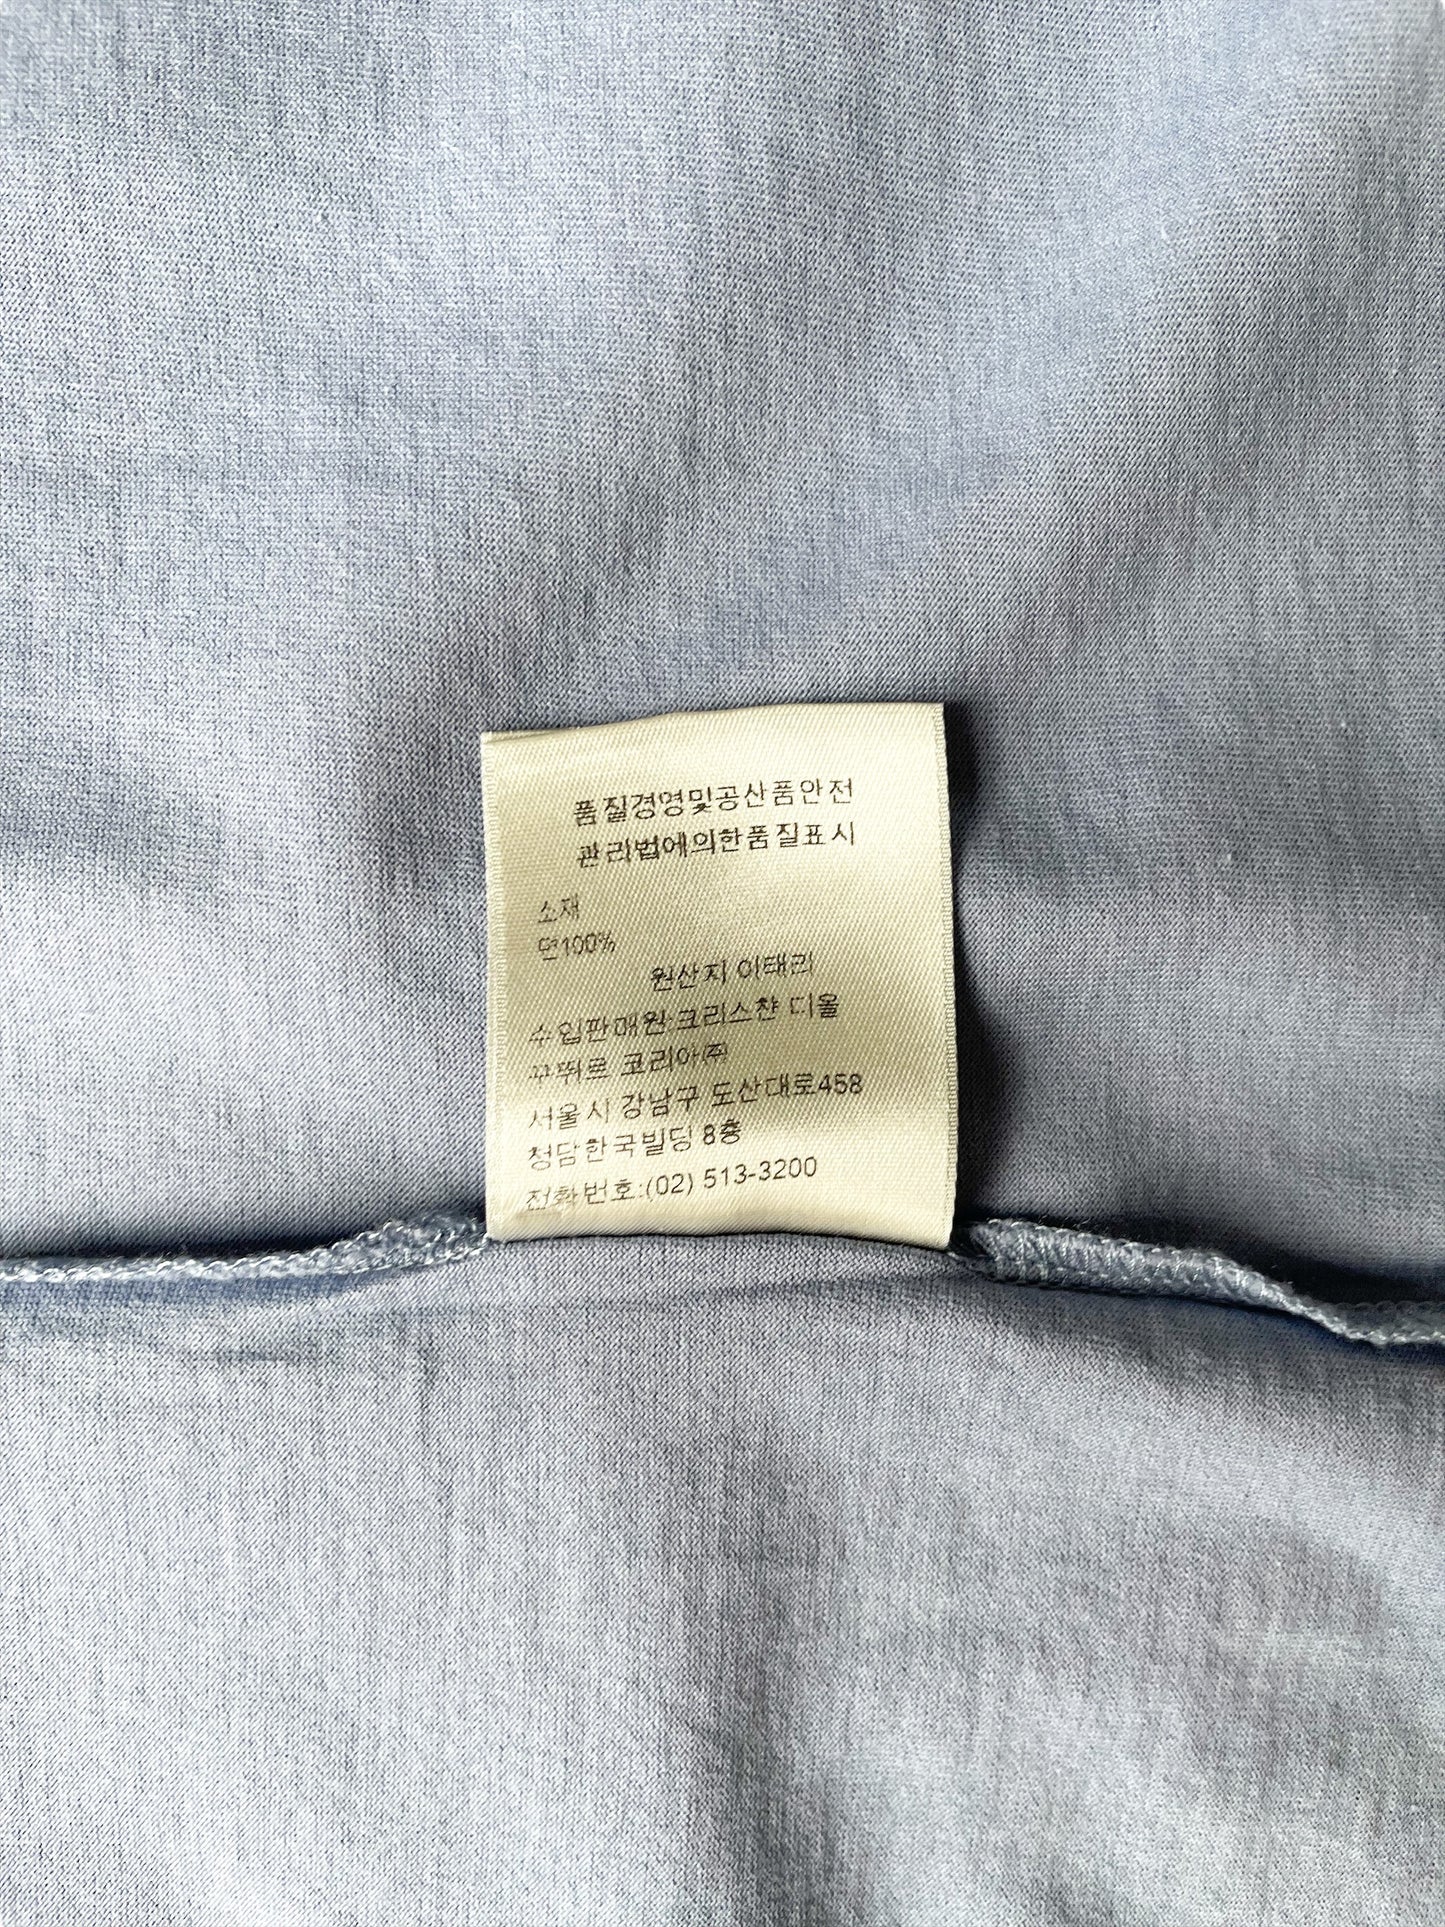 품질경영및공산품안전
관리법에의한품질표시
소재
면100%
원산지 이태리
수입판매원:크리스챤 디올
꾸뛰르 코리아㈜
서울시 강남구 도산대로458
청담한국빌딩 8층
전화번호:(02) 513-3200